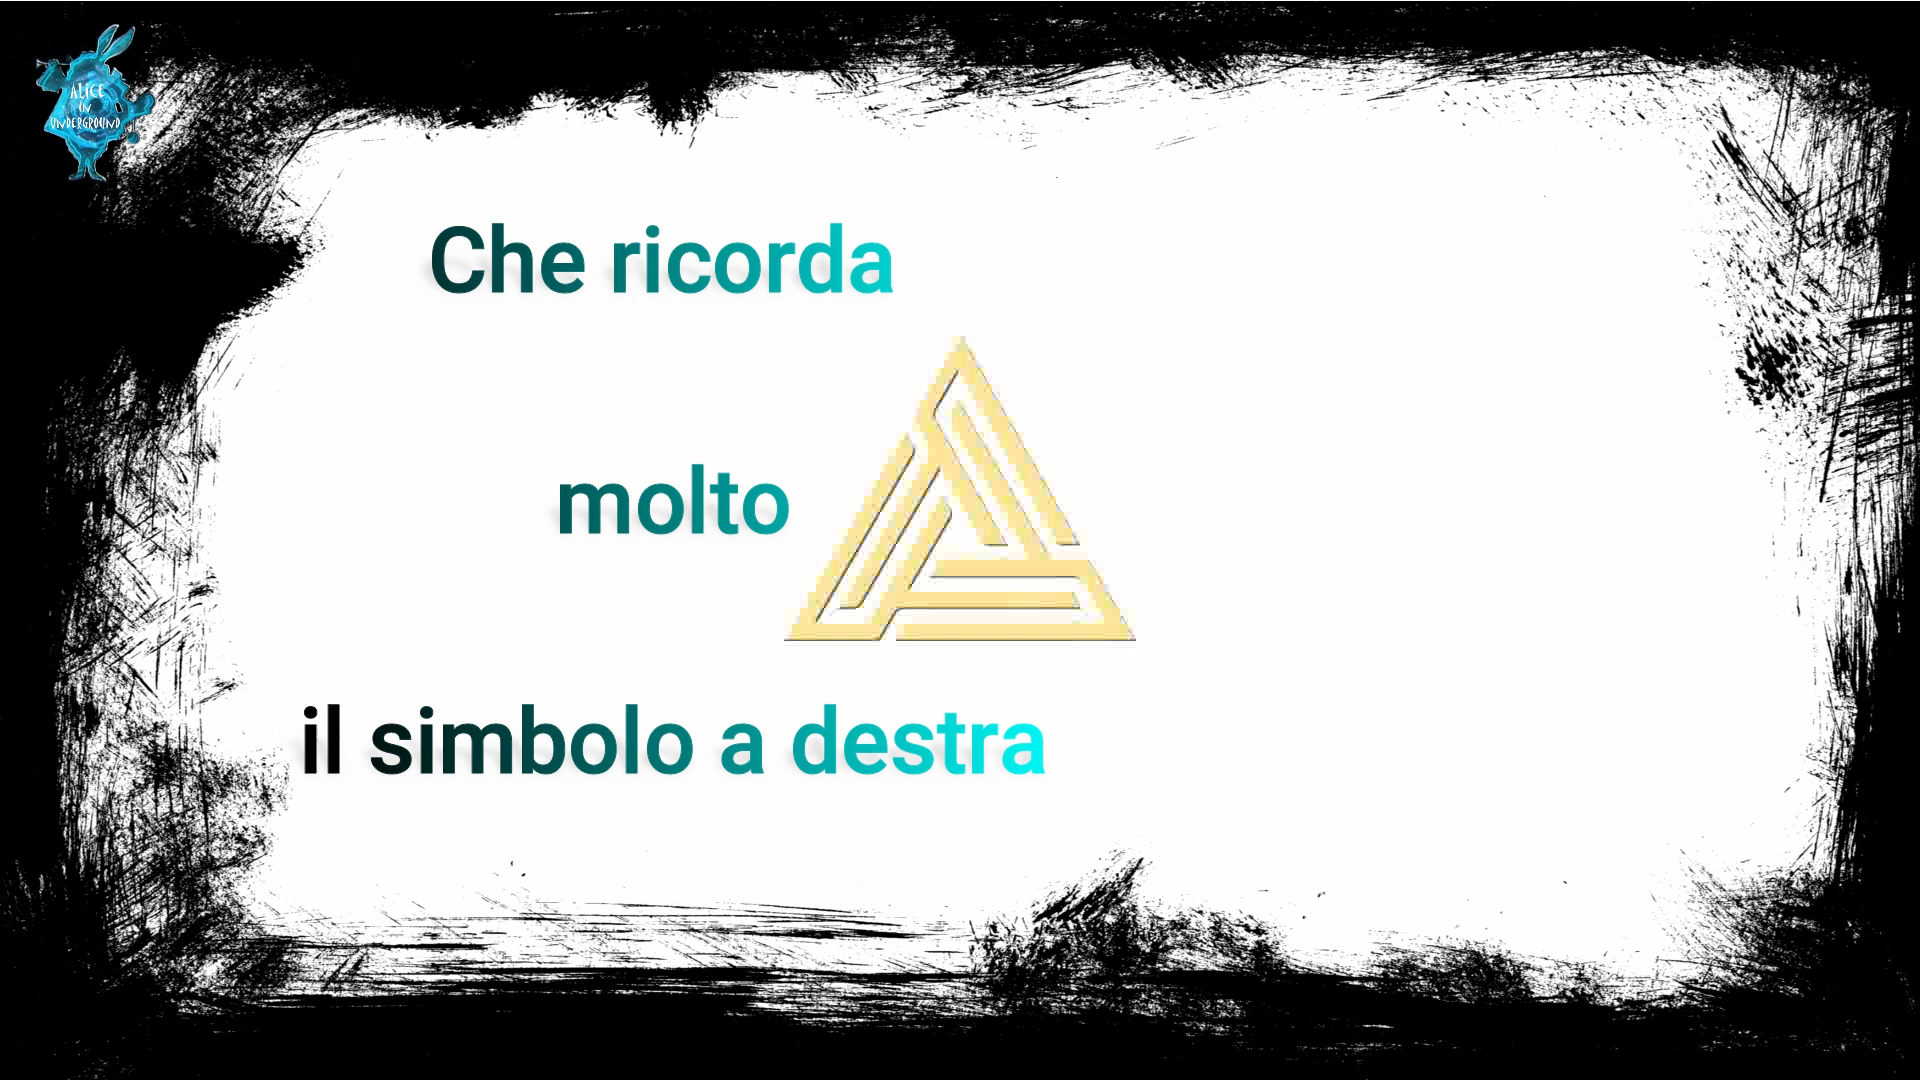 ALICE
IN
UNDERGROUND
Che ricorda
molto
il simbolo a destra